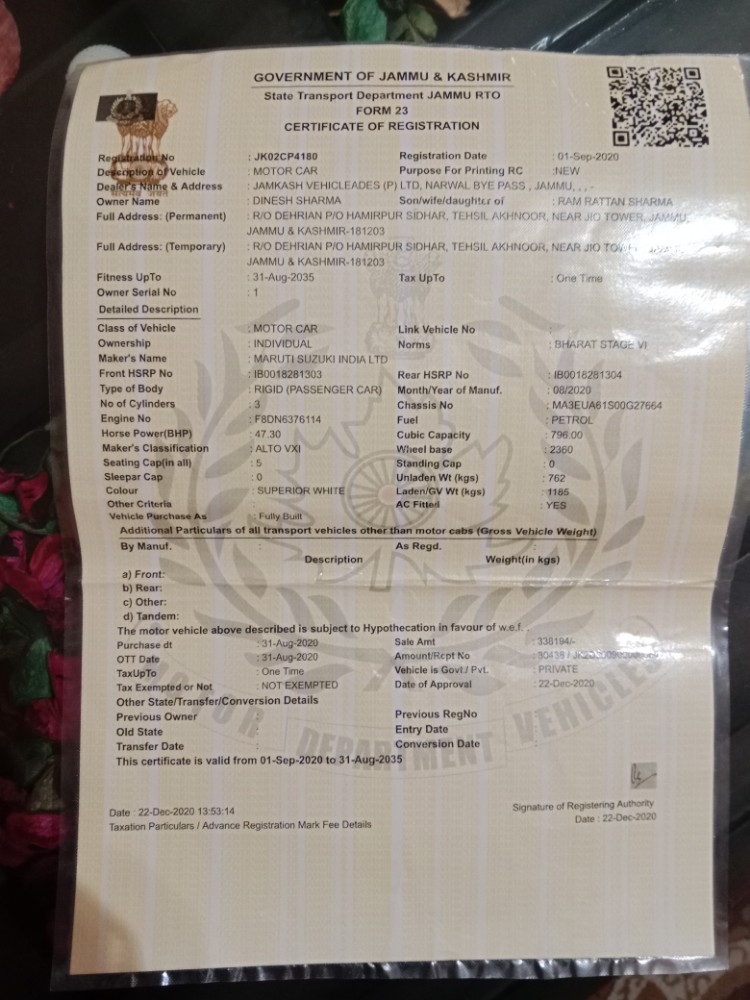 GOVERNMENT OF JAMMU & KASHMIR
State Transport Department JAMMU RTO
FORM 23
CERTIFICATE OF REGISTRATION
Registration No : JK02CP4180 Registration Date : 01-Sep-2020
Description of Vehicle : MOTOR CAR Purpose For Printing RC :NEW
Dealer's Name & Address : JAMKASH VEHICLEADES (P) LTD, NARWAL BYE PASS , JAMMU, , , -
Owner Name : DINESH SHARMA Son/wife/daughter of : RAM RATTAN SHARMA
Full Address: (Permanent) : R/O DEHRIAN P/O HAMIRPUR SIDHAR, TEHSIL AKHNOOR, NEAR JIO TOWER, JAMMU,
JAMMU & KASHMIR-181203
Full Address: (Temporary) : R/O DEHRIAN P/O HAMIRPUR SIDHAR, TEHSIL AKHNOOR, NEAR JIO
JAMMU & KASHMIR-181203
Fitness UpTo : 31-Aug-2035 Tax UpTo : One Time
Owner Serial No : 1
Detailed Description
Class of Vehicle : MOTOR CAR Link Vehicle No :
Ownership : INDIVIDUAL Norms : BHARAT STAGE VI
Maker's Name : MARUTI SUZUKI INDIA LTD
Front HSRP No : IB0018281303 Rear HSRP No : IB0018281304
Type of Body : RIGID (PASSENGER CAR) Month/Year of Manuf. : 08/2020
No of Cylinders : 3 Chassis No : MA3EUA61S00G27664
Engine No : F8DN6376114 Fuel : PETROL
Horse Power(BHP) : 47.30 Cubic Capacity : 796.00
Maker's Classification : ALTO VXI Wheel base : 2360
Seating Cap(in all) : 5 Standing Cap : 0
Sleepar Cap : 0 Unladen Wt (kgs) : 762
Colour : SUPERIOR WHITE Laden/GV Wt (kgs) : 1185
Other Criteria AC Fitted : YES
Vehicle Purchase As : Fully Built
Additional Particulars of all transport vehicles other than motor cabs (Gross Vehicle Weight)
By Manuf. : As Regd. :
Description Weight(in kgs)
a) Front:
b) Rear:
c) Other:
d) Tandem:
The motor vehicle above described is subject to Hypothecation in favour of w.e.f.
Purchase dt : 31-Aug-2020 Sale Amt : 338194/-
OTT Date : 31-Aug-2020 Amount/Rcpt No
TaxUpTo : One Time Vehicle is Govt./ Pvt. : PRIVATE
Tax Exempted or Not : NOT EXEMPTED Date of Approval : 22-Dec-2020
Other State/Transfer/Conversion Details
Previous Owner : Previous RegNo
Old State : Entry Date
Transfer Date : Conversion Date
This certificate is valid from 01-Sep-2020 to 31-Aug-2035
MOTOR DEPARTMENT VEHICLES
Date : 22-Dec-2020 13:53:14 Signature of Registering Authority
Taxation Particulars / Advance Registration Mark Fee Details Date : 22-Dec-2020